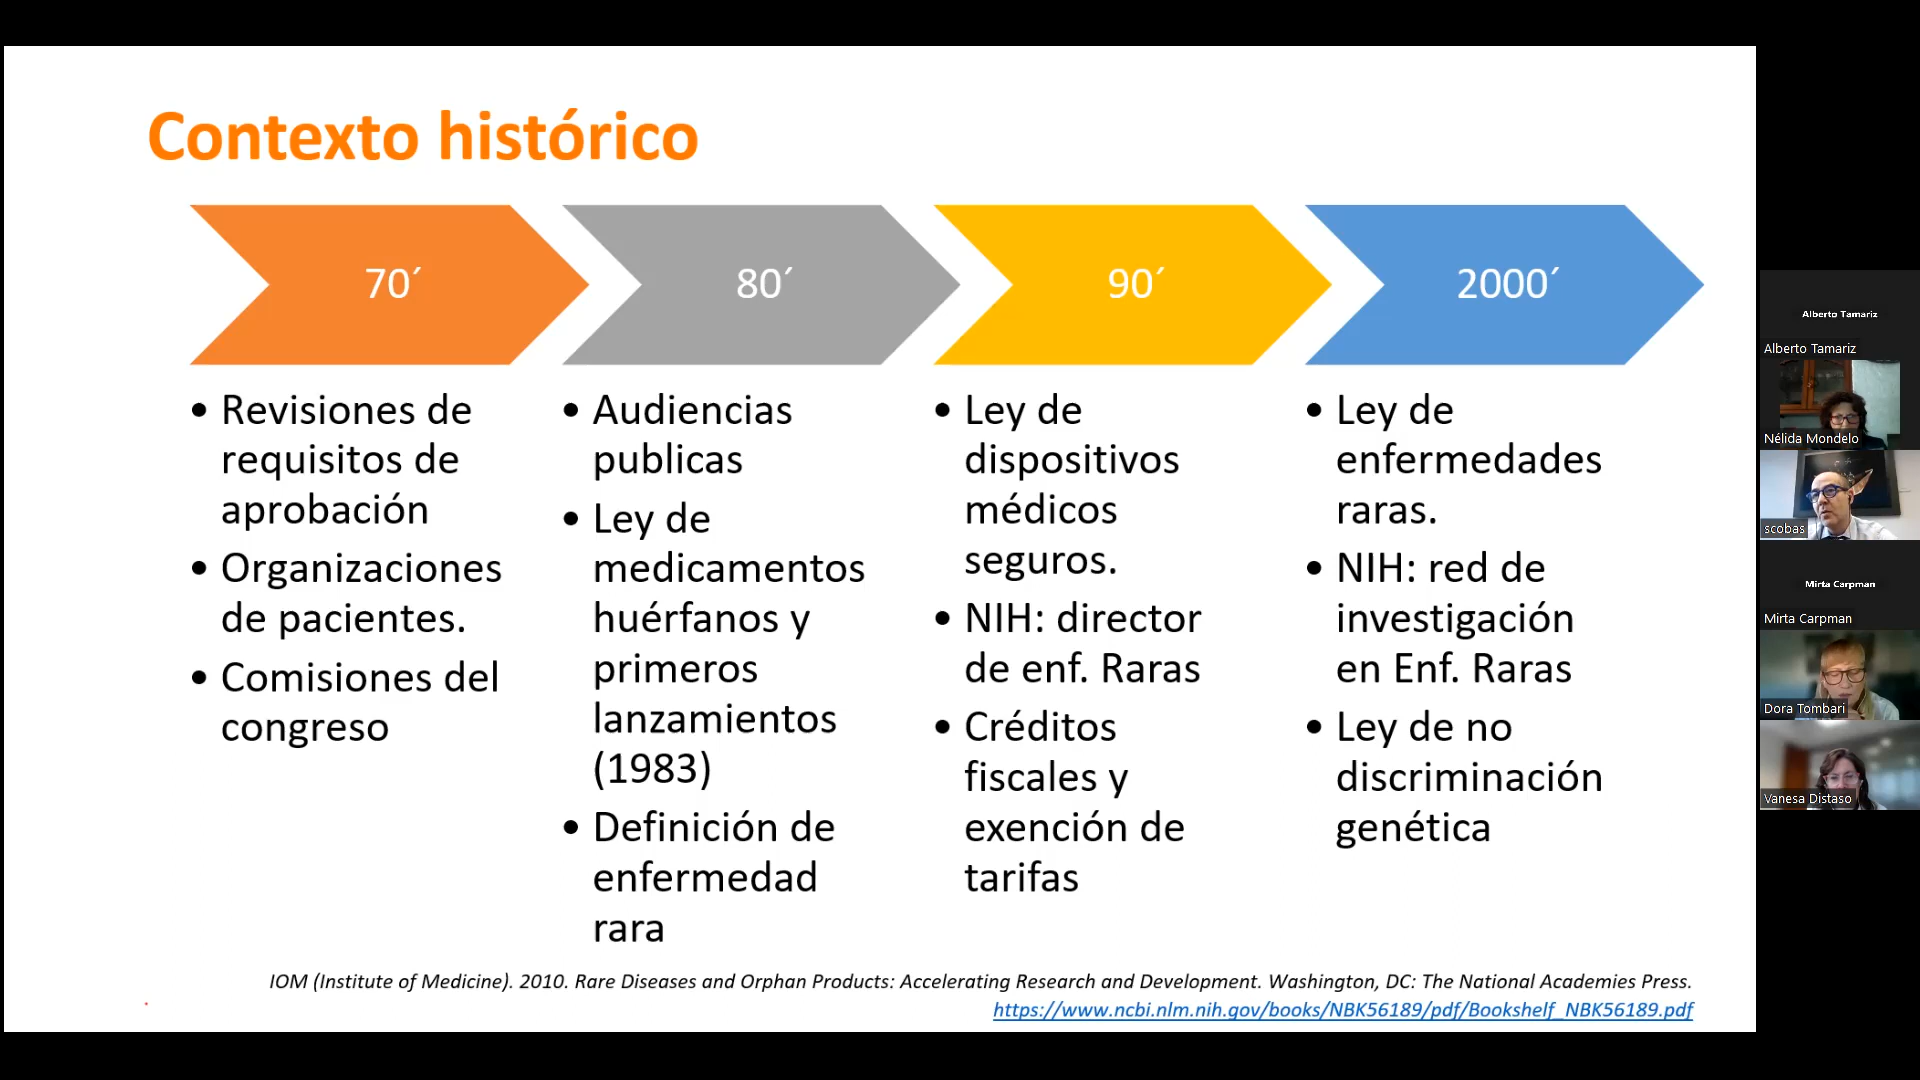 Contexto histórico
70´
80´
90´
2000´
• Revisiones de
requisitos de
aprobación
• Organizaciones
de pacientes.
• Comisiones del
congreso
• Audiencias
publicas
• Ley de
medicamentos
huérfanos y
primeros
lanzamientos
(1983)
• Definición de
enfermedad
rara
• Ley de
dispositivos
médicos
seguros.
• NIH: director
de enf. Raras
• Créditos
fiscales y
exención de
tarifas
• Ley de
enfermedades
raras.
• NIH: red de
investigación
en Enf. Raras
• Ley de no
discriminación
genética
IOM (Institute of Medicine). 2010. Rare Diseases and Orphan Products: Accelerating Research and Development. Washington, DC: The National Academies Press.
https://www.ncbi.nlm.nih.gov/books/NBK56189/pdf/Bookshelf_NBK56189.pdf
Alberto Tamariz
Alberto Tamariz
Nélida Mondelo
scobas
Mirta Carpman
Mirta Carpman
Dora Tombari
Vanesa Distaso